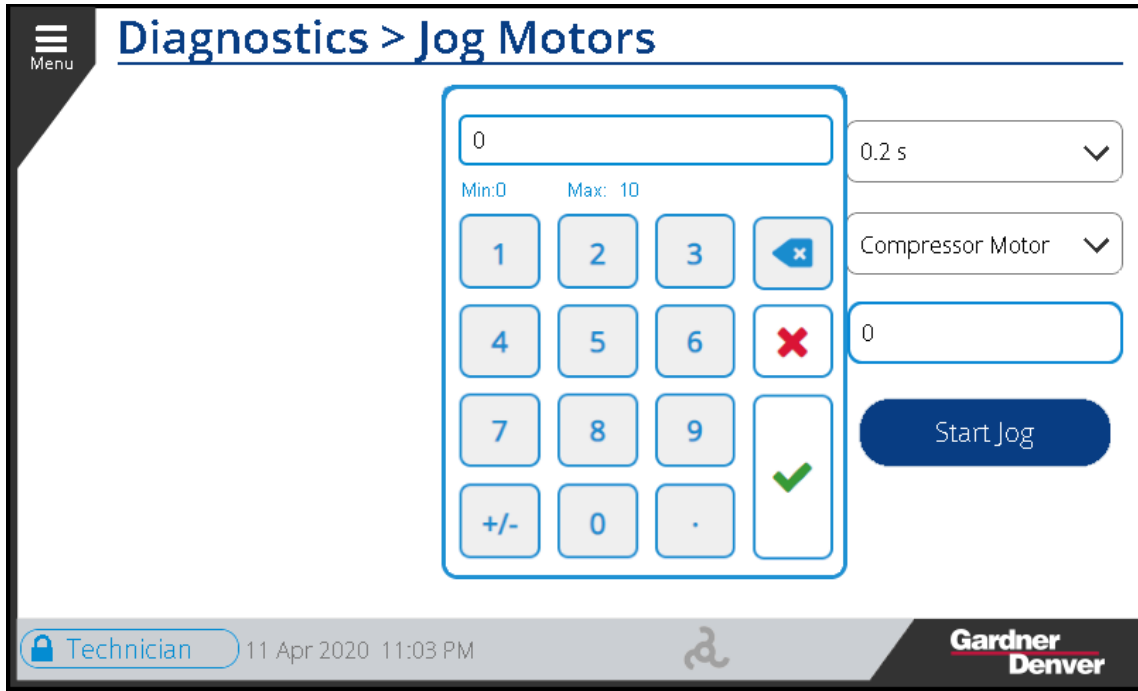 Menu
Diagnostics > Jog Motors
0
Min:0 Max: 10
1 2 3
4 5 6
7 8 9
+/- 0 .
0.2 s
Compressor Motor
0
Start Jog
Technician
11 Apr 2020 11:03 PM
Gardner
Denver